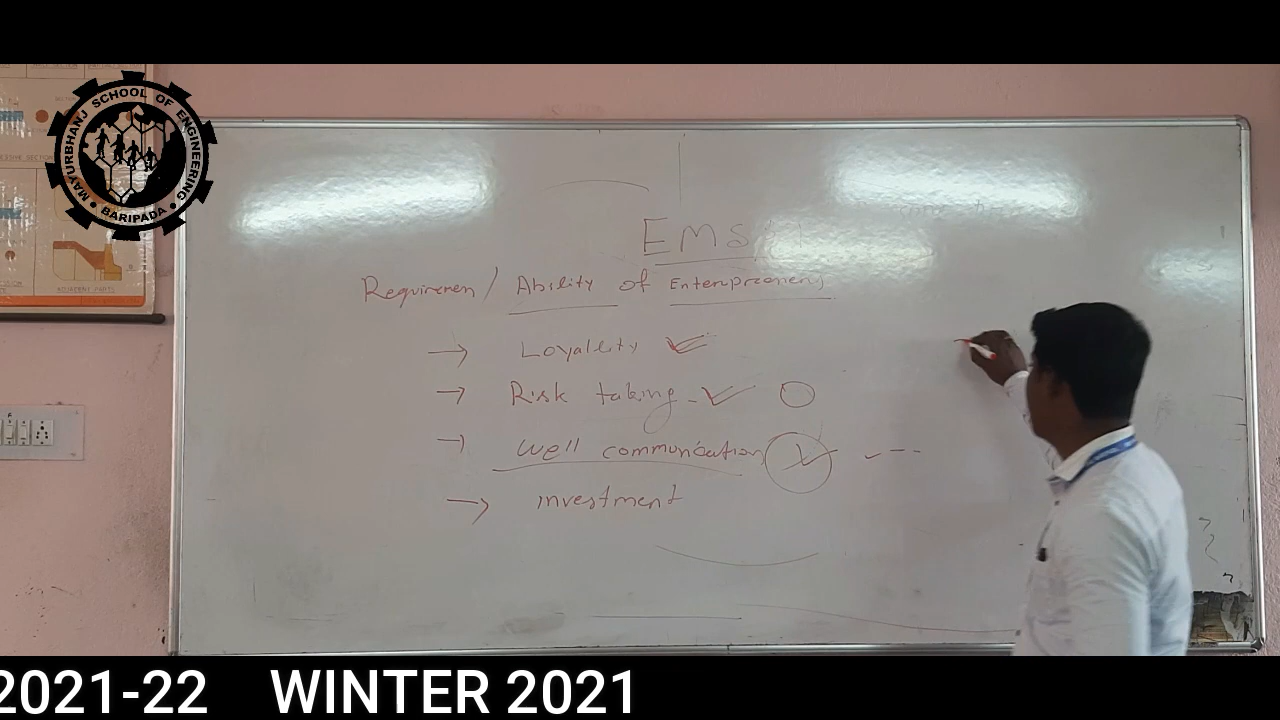 MAYURBHANJ SCHOOL OF ENGINEERING
BARIPADA
EMS
Requiremen / Ability of Enterpreeners
→ Loyality
→ Risk taking
→ well communication
→ investment
2021-22 WINTER 2021